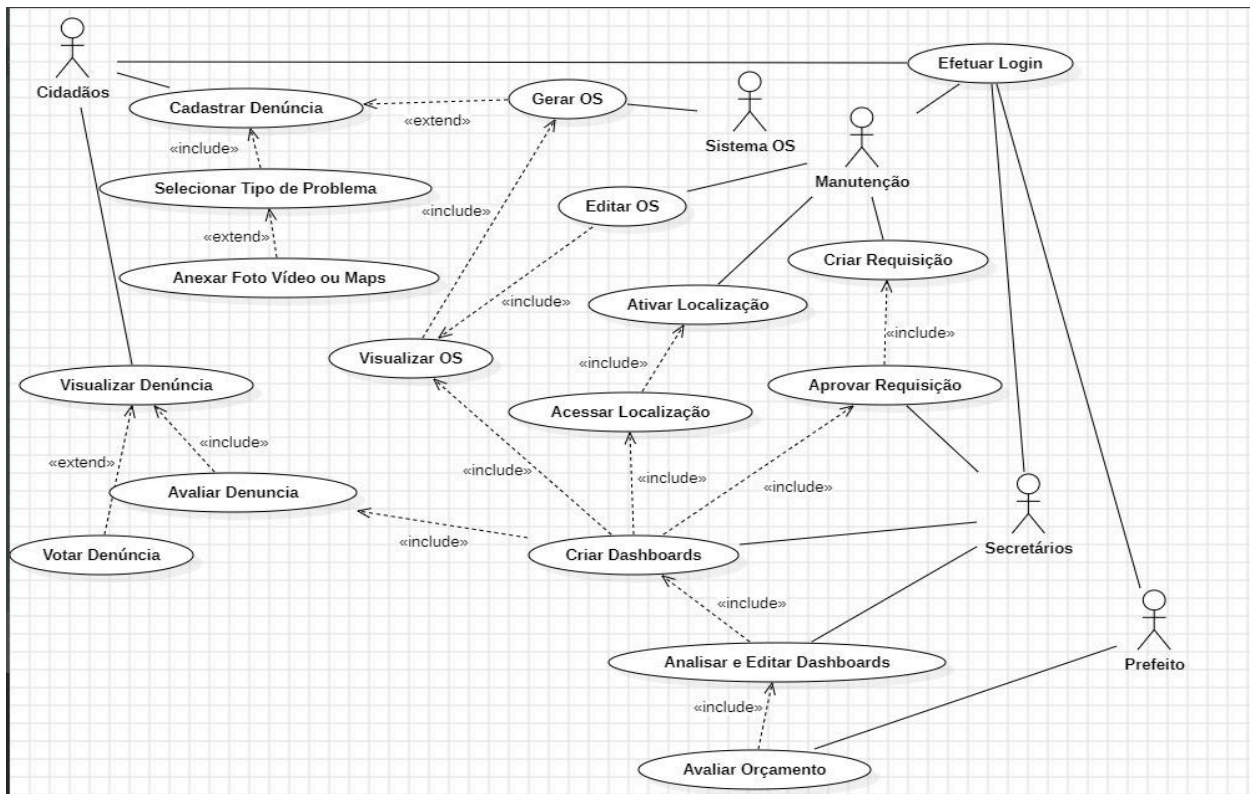 Efetuar Login
Cidadãos
Cadastrar Denúncia
Gerar OS
«extend»
Sistema OS
«include»
Selecionar Tipo de Problema
Manutenção
Editar OS
«include»
«extend»
Anexar Foto Vídeo ou Maps
Criar Requisição
«include»
Ativar Localização
«include»
Visualizar OS
«include»
Visualizar Denúncia
Aprovar Requisição
Acessar Localização
«include»
«extend»
«include»
«include»
«include»
Avaliar Denuncia
«include»
Votar Denúncia
Criar Dashboards
Secretários
«include»
Analisar e Editar Dashboards
Prefeito
«include»
Avaliar Orçamento